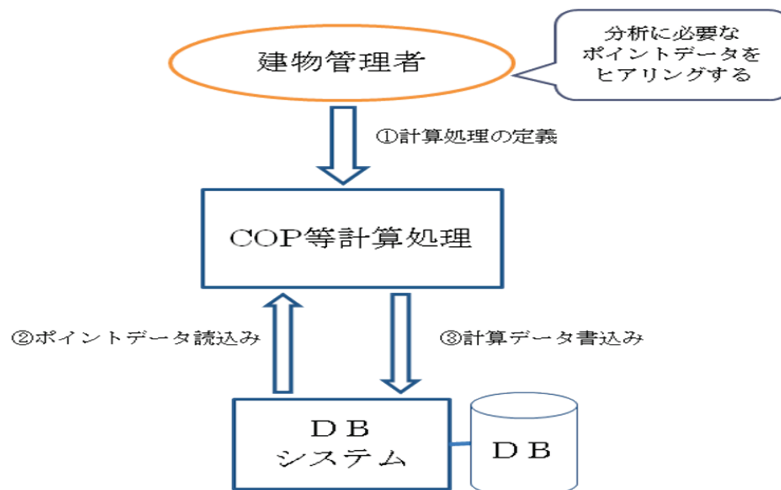 分析に必要な
ポイントデータを
ヒアリングする
建物管理者
①計算処理の定義
COP等計算処理
②ポイントデータ読込み
③計算データ書込み
ＤＢ
システム
ＤＢ